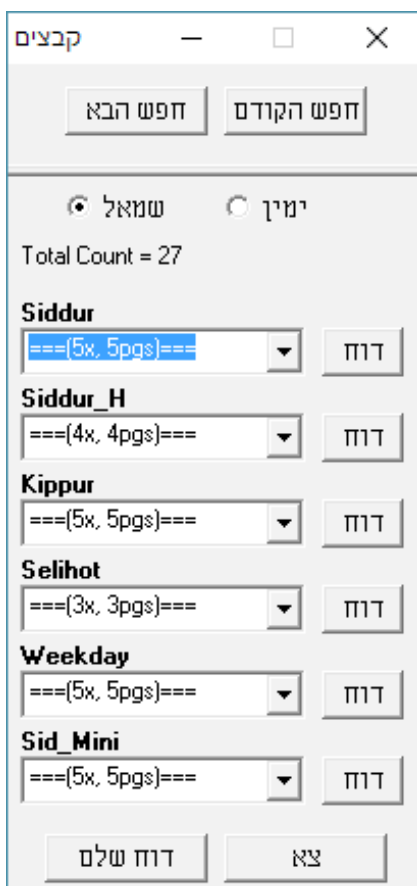 קבצים
חפש הקודם חפש הבא
ימין שמאל
Total Count = 27
Siddur
===(5x, 5pgs)=== דוח
Siddur_H
===(4x, 4pgs)=== דוח
Kippur
===(5x, 5pgs)=== דוח
Selihot
===(3x, 3pgs)=== דוח
Weekday
===(5x, 5pgs)=== דוח
Sid_Mini
===(5x, 5pgs)=== דוח
צא דוח שלם